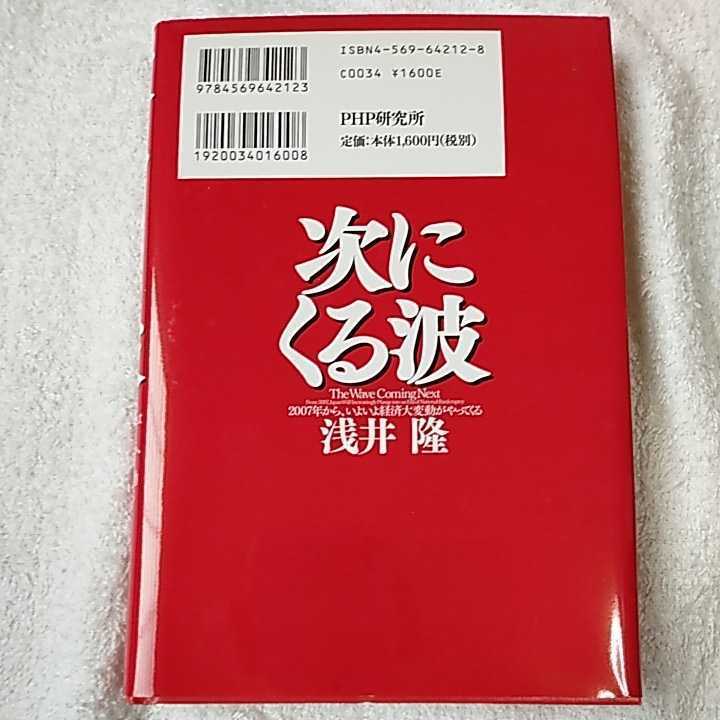 ISBN4-569-64212-8
C0034 ¥1600E
9784569642123
PHP研究所
定価:本体1,600円(税別)
1920034016008
次に
くる波
The Wave Coming Next
2007年から、いよいよ経済大変動がやってくる
浅井 隆